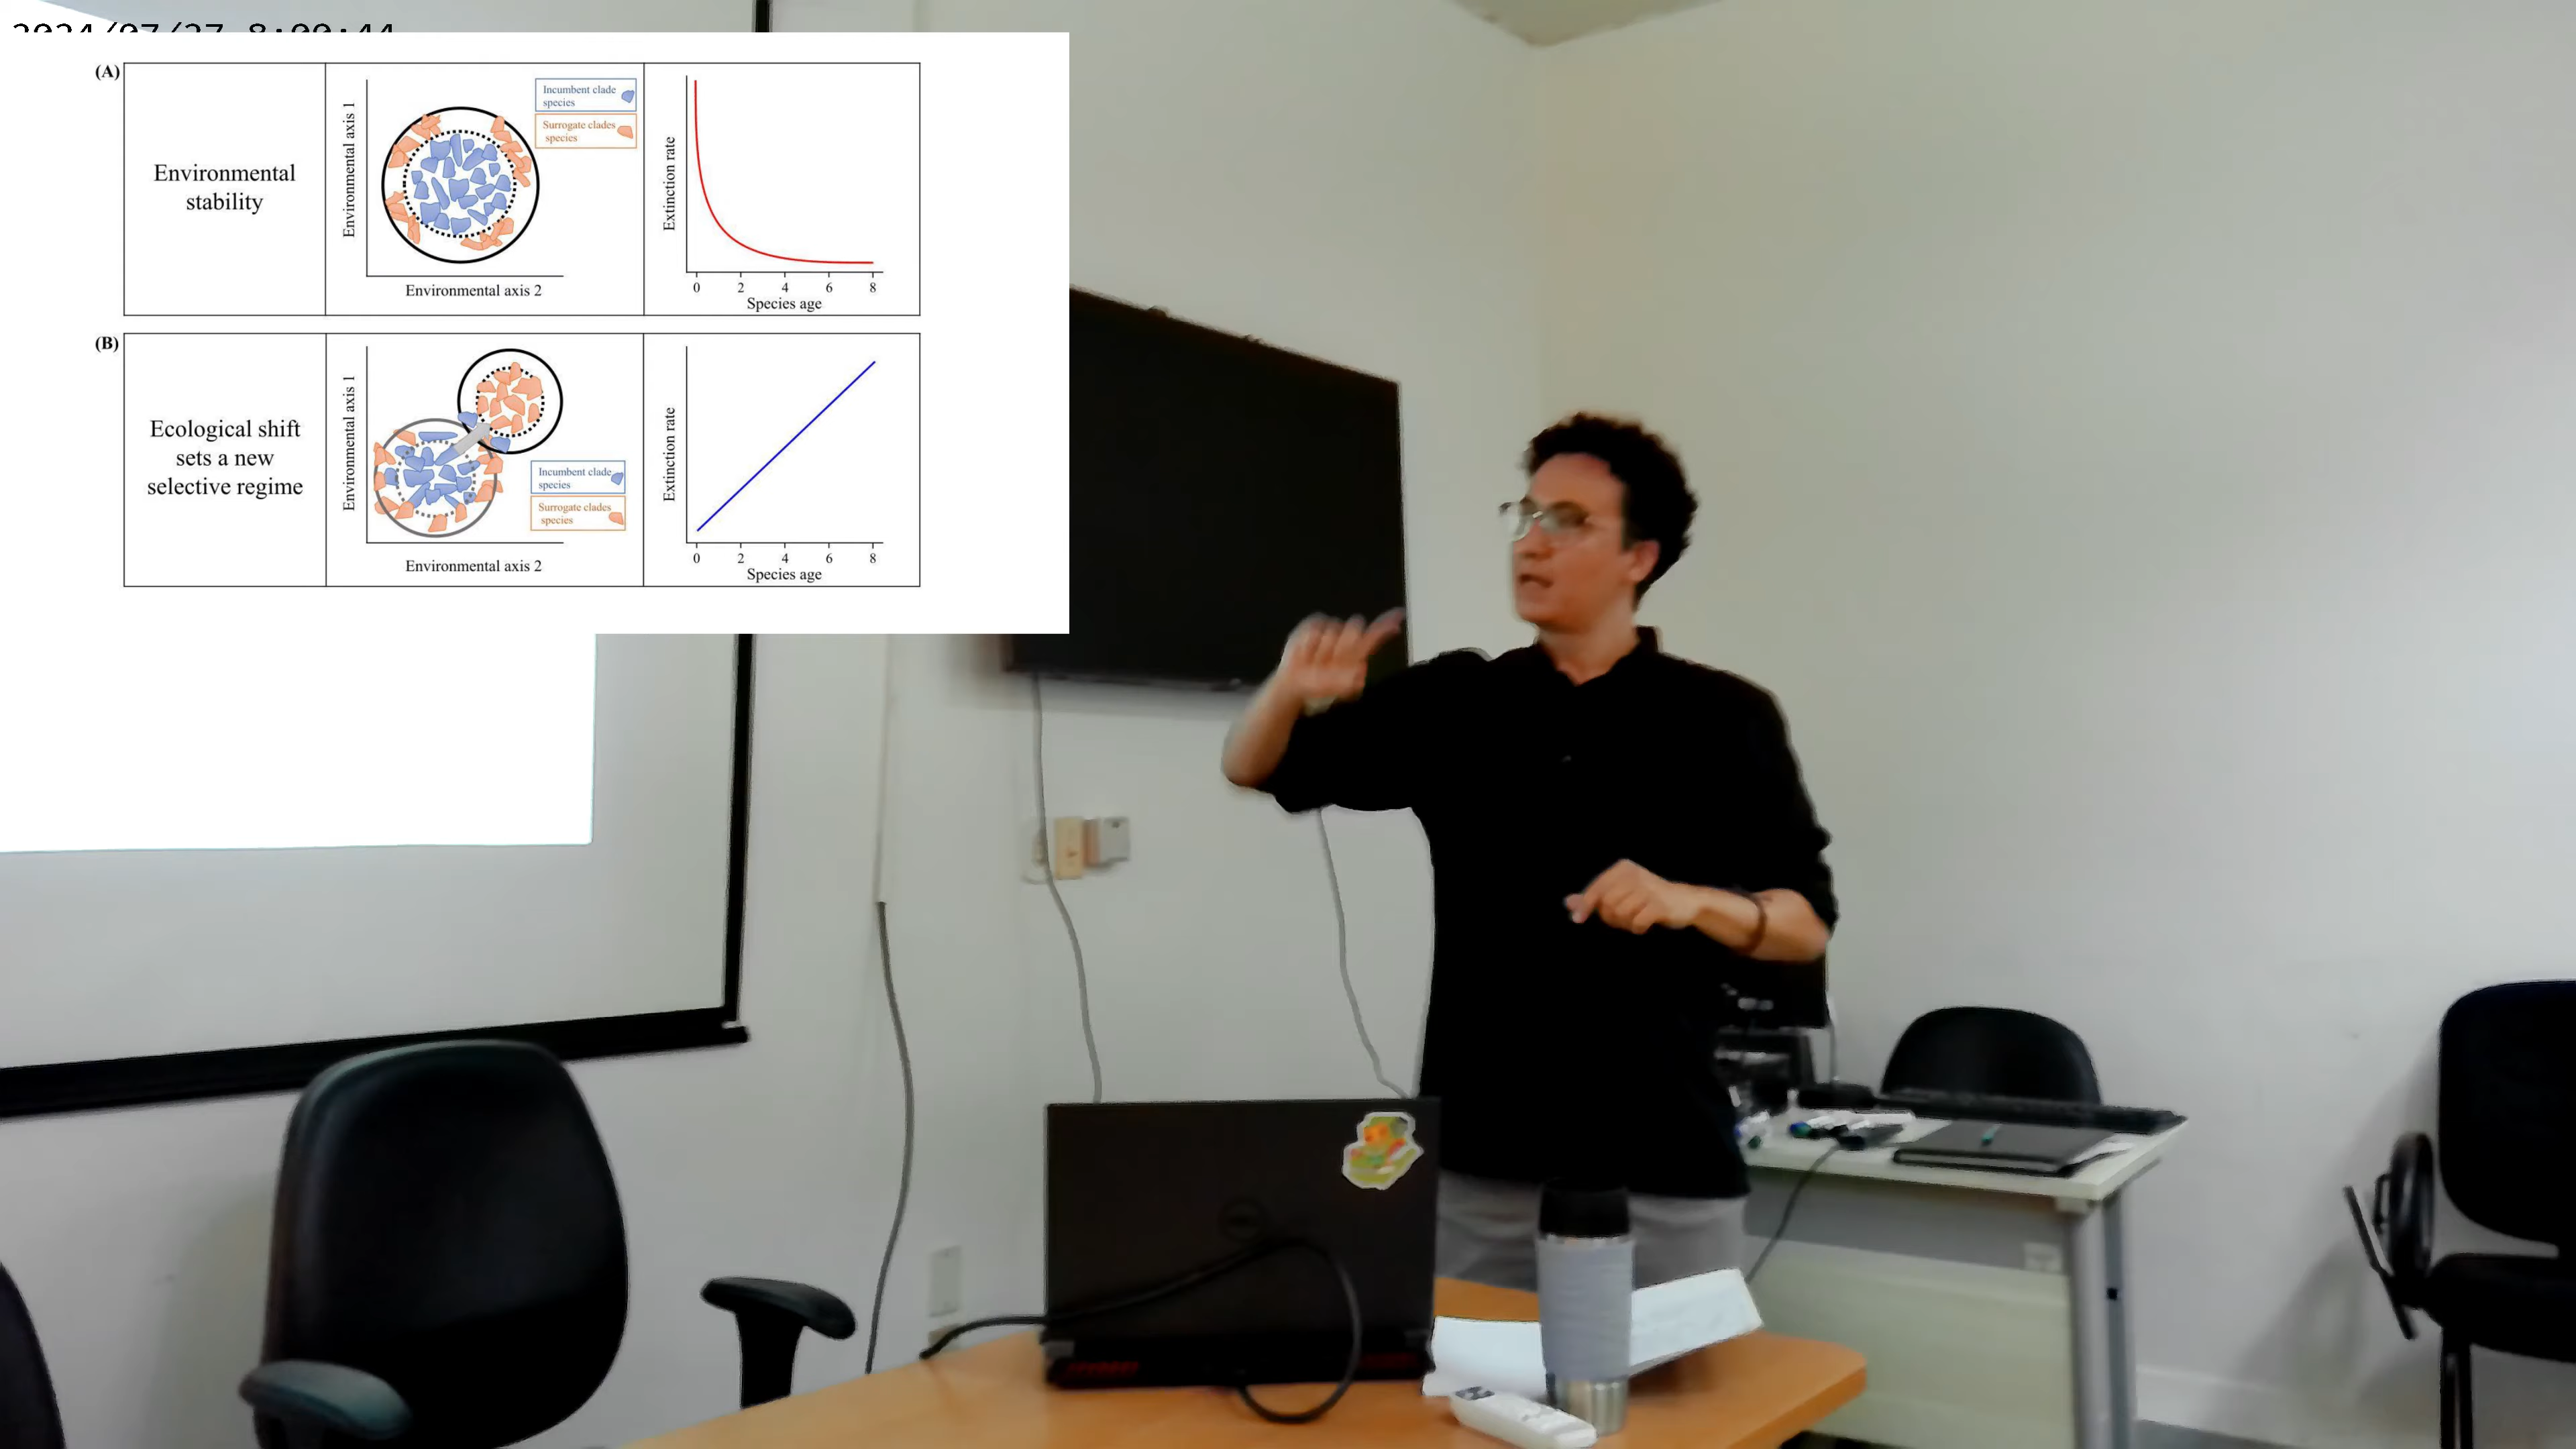 (A)
Environmental
stability
Environmental axis 1
Incumbent clade
species
Surrogate clades
species
Environmental axis 2
Extinction rate
0 2 4 6 8
Species age
(B)
Ecological shift
sets a new
selective regime
Environmental axis 1
Incumbent clade
species
Surrogate clades
species
Environmental axis 2
Extinction rate
0 2 4 6 8
Species age